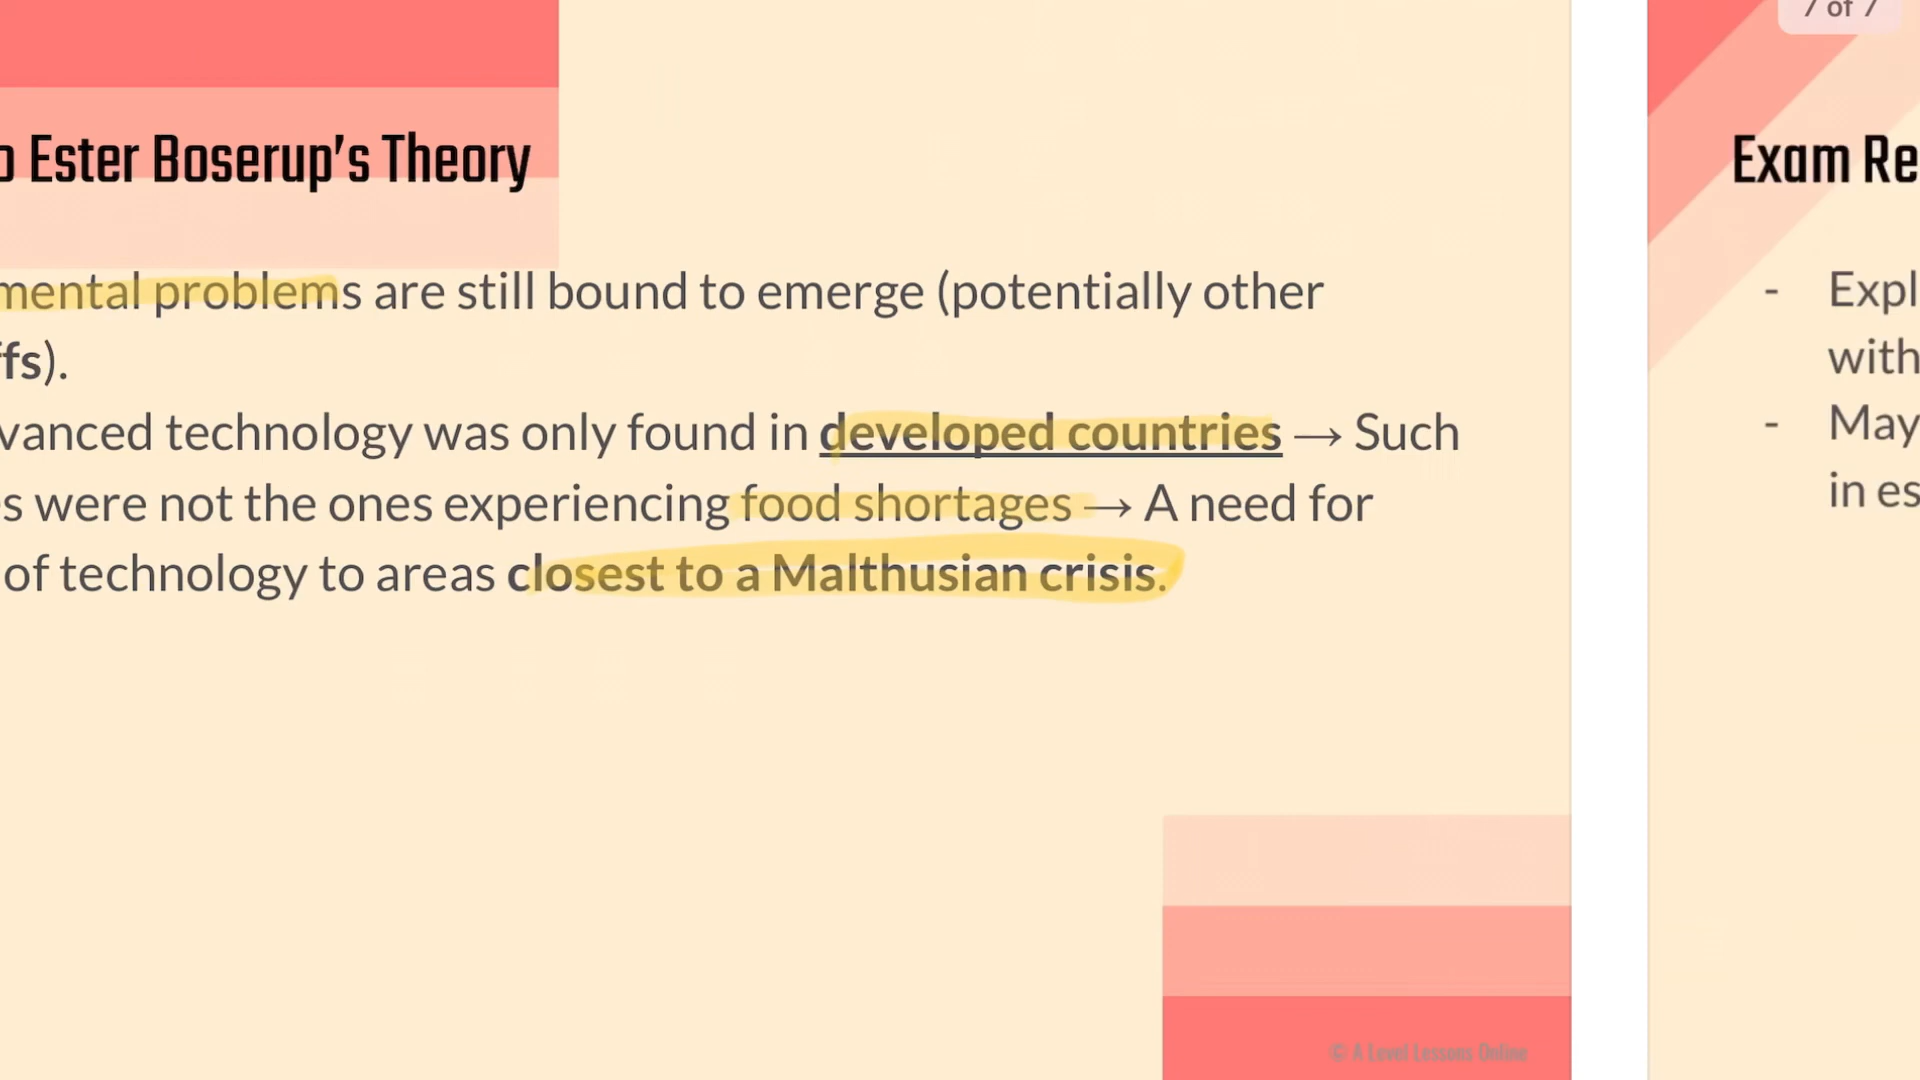 7 of 7
o Ester Boserup's Theory
mental problems are still bound to emerge (potentially other
ffs).
vanced technology was only found in developed countries → Such
s were not the ones experiencing food shortages → A need for
of technology to areas closest to a Malthusian crisis.
© A Level Lessons Online
Exam Re
- Expl
with
- May
in es